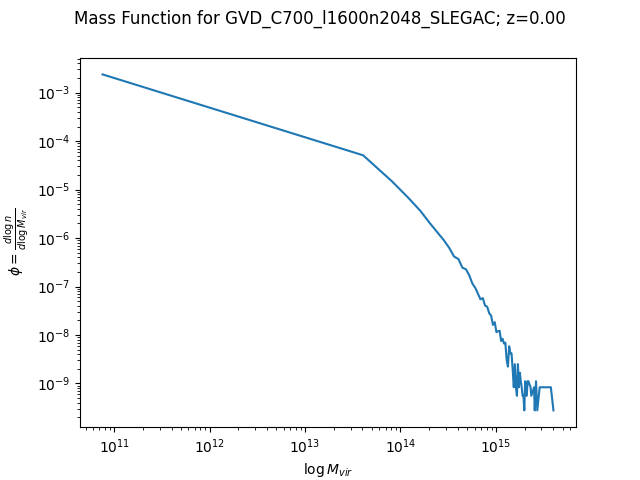 Mass Function for GVD_C700_l1600n2048_SLEGAC; z=0.00
10⁻³
10⁻⁴
10⁻⁵
10⁻⁶
10⁻⁷
10⁻⁸
10⁻⁹
ϕ = d log n / d log M_vir
10¹¹ 10¹² 10¹³ 10¹⁴ 10¹⁵
log M_vir